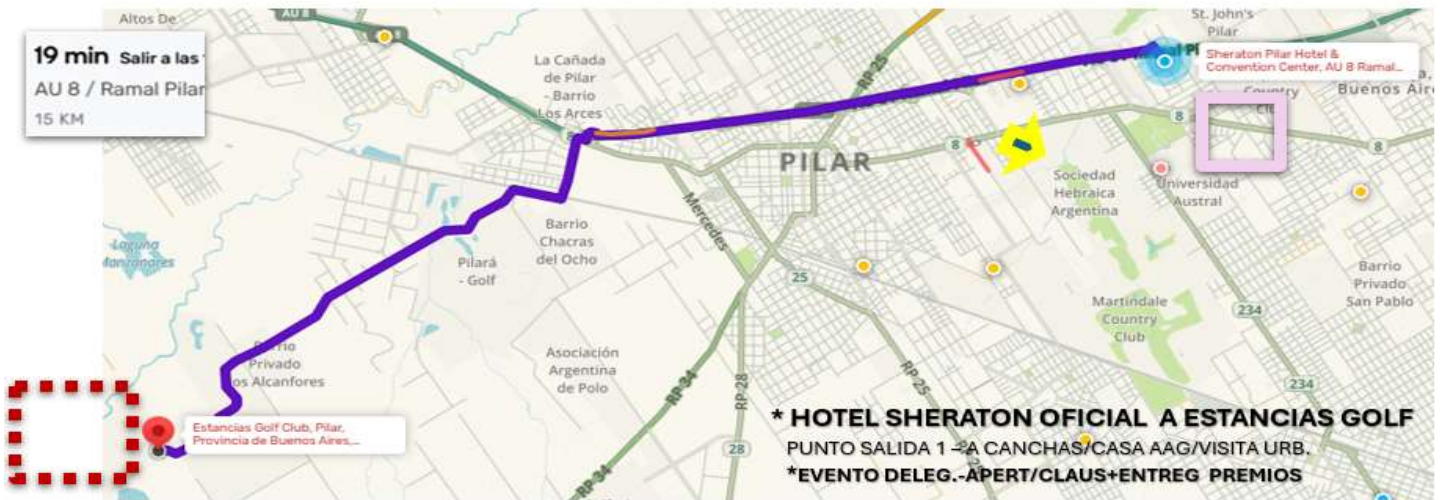 Altos De
AU 8
19 min Salir a las
AU 8 / Ramal Pilar
15 KM
La Cañada
de Pilar
- Barrio
Los Arces
RP-25
St. John's
Pilar
Sheraton Pilar Hotel &
Convention Center, AU 8 Ramal...
Country
Buenos Aire
8
8
8
PILAR
Sociedad
Hebraica
Argentina
Universidad
Austral
Mercedes
Barrio
Chacras
del Ocho
Laguna
Manzanares
Pilará
- Golf
25
Barrio
Privado
San Pablo
Martindale
Country
Club
234
Barrio
Privado
Los Alcanfores
Asociación
Argentina
de Polo
RP-34
RP-28
RP-25
234
Estancias Golf Club, Pilar,
Provincia de Buenos Aires,...
28
RP-34
* HOTEL SHERATON OFICIAL A ESTANCIAS GOLF
PUNTO SALIDA 1 – A CANCHAS/CASA AAG/VISITA URB.
*EVENTO DELEG.-APERT/CLAUS+ENTREG PREMIOS